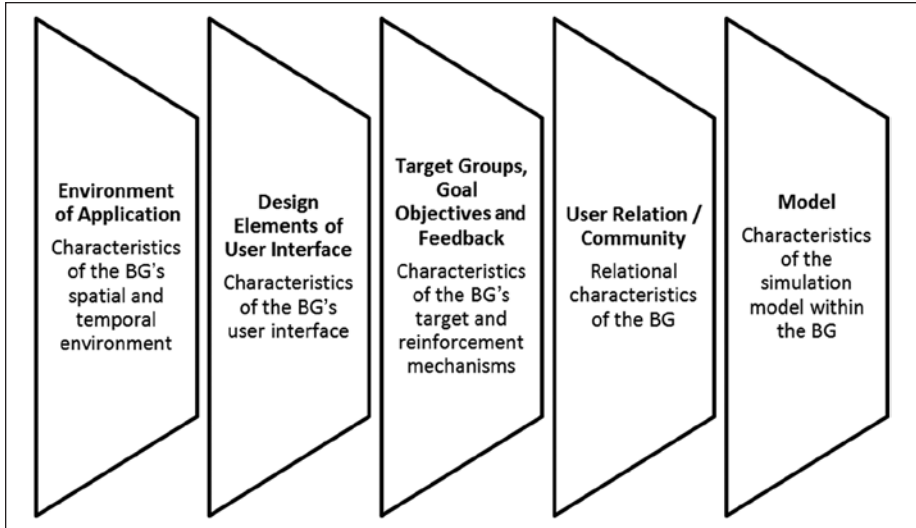 Environment
of Application
Characteristics
of the BG's
spatial and
temporal
environment
Design
Elements of
User Interface
Characteristics
of the BG's
user interface
Target Groups,
Goal
Objectives and
Feedback
Characteristics
of the BG's
target and
reinforcement
mechanisms
User Relation /
Community
Relational
characteristics
of the BG
Model
Characteristics
of the
simulation
model within
the BG